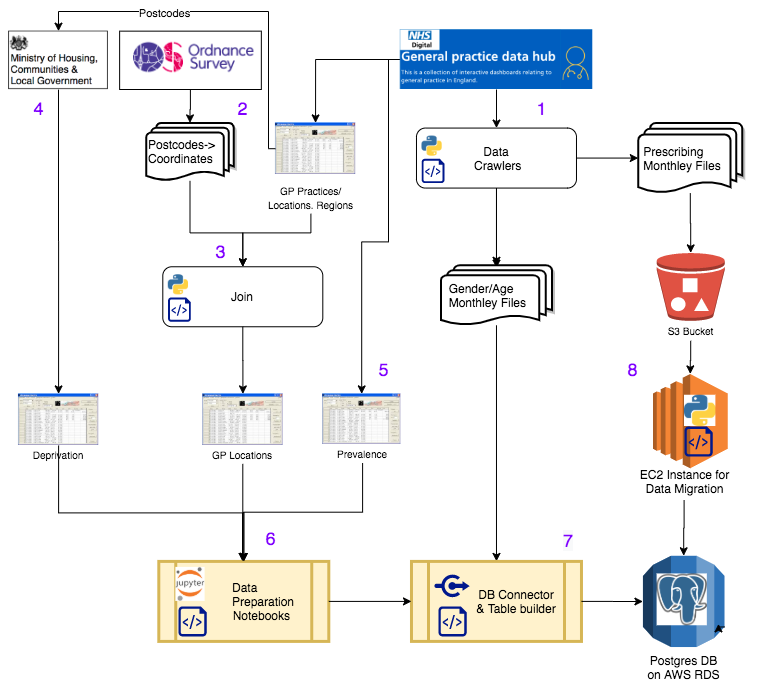 Postcodes
Ministry of Housing,
Communities &
Local Government
Ordnance
Survey
NHS
Digital
General practice data hub
This is a collection of interactive dashboards relating to
general practice in England.
4
2
1
Postcodes->
Coordinates
GP Practices/
Locations. Regions
Data
Crawlers
</>
Prescribing
Monthley Files
3
Join
</>
Gender/Age
Monthley Files
S3 Bucket
5
8
</>
Deprivation
GP Locations
Prevalence
EC2 Instance for
Data Migration
6
7
jupyter
Data
Preparation
Notebooks
</>
DB Connector
& Table builder
</>
Postgres DB
on AWS RDS